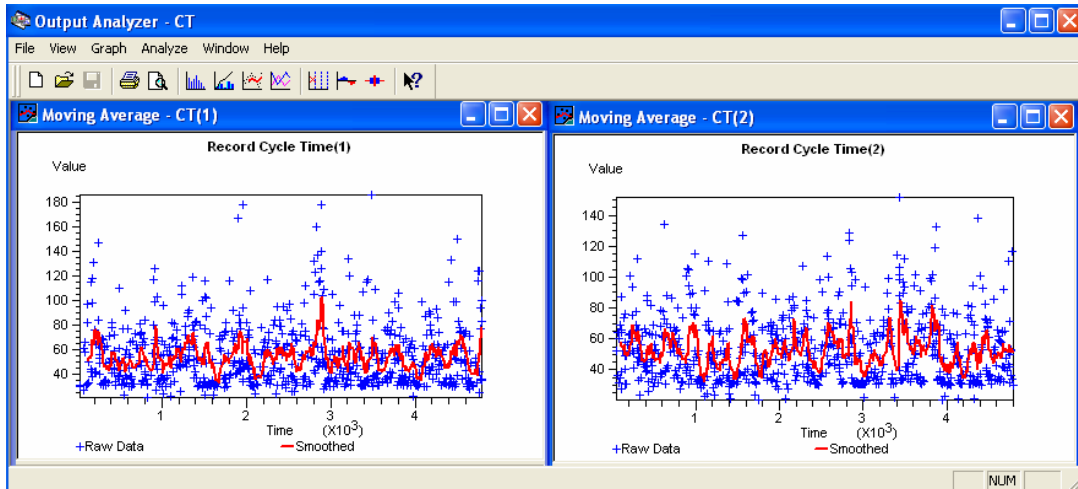 Output Analyzer - CT
File View Graph Analyze Window Help
Moving Average - CT(1)
Record Cycle Time(1)
Value
180
160
140
120
100
80
60
40
1 2 3 4
Time (X10³)
+Raw Data
Smoothed
Moving Average - CT(2)
Record Cycle Time(2)
Value
140
120
100
80
60
40
1 2 3 4
Time (X10³)
+Raw Data
Smoothed
NUM